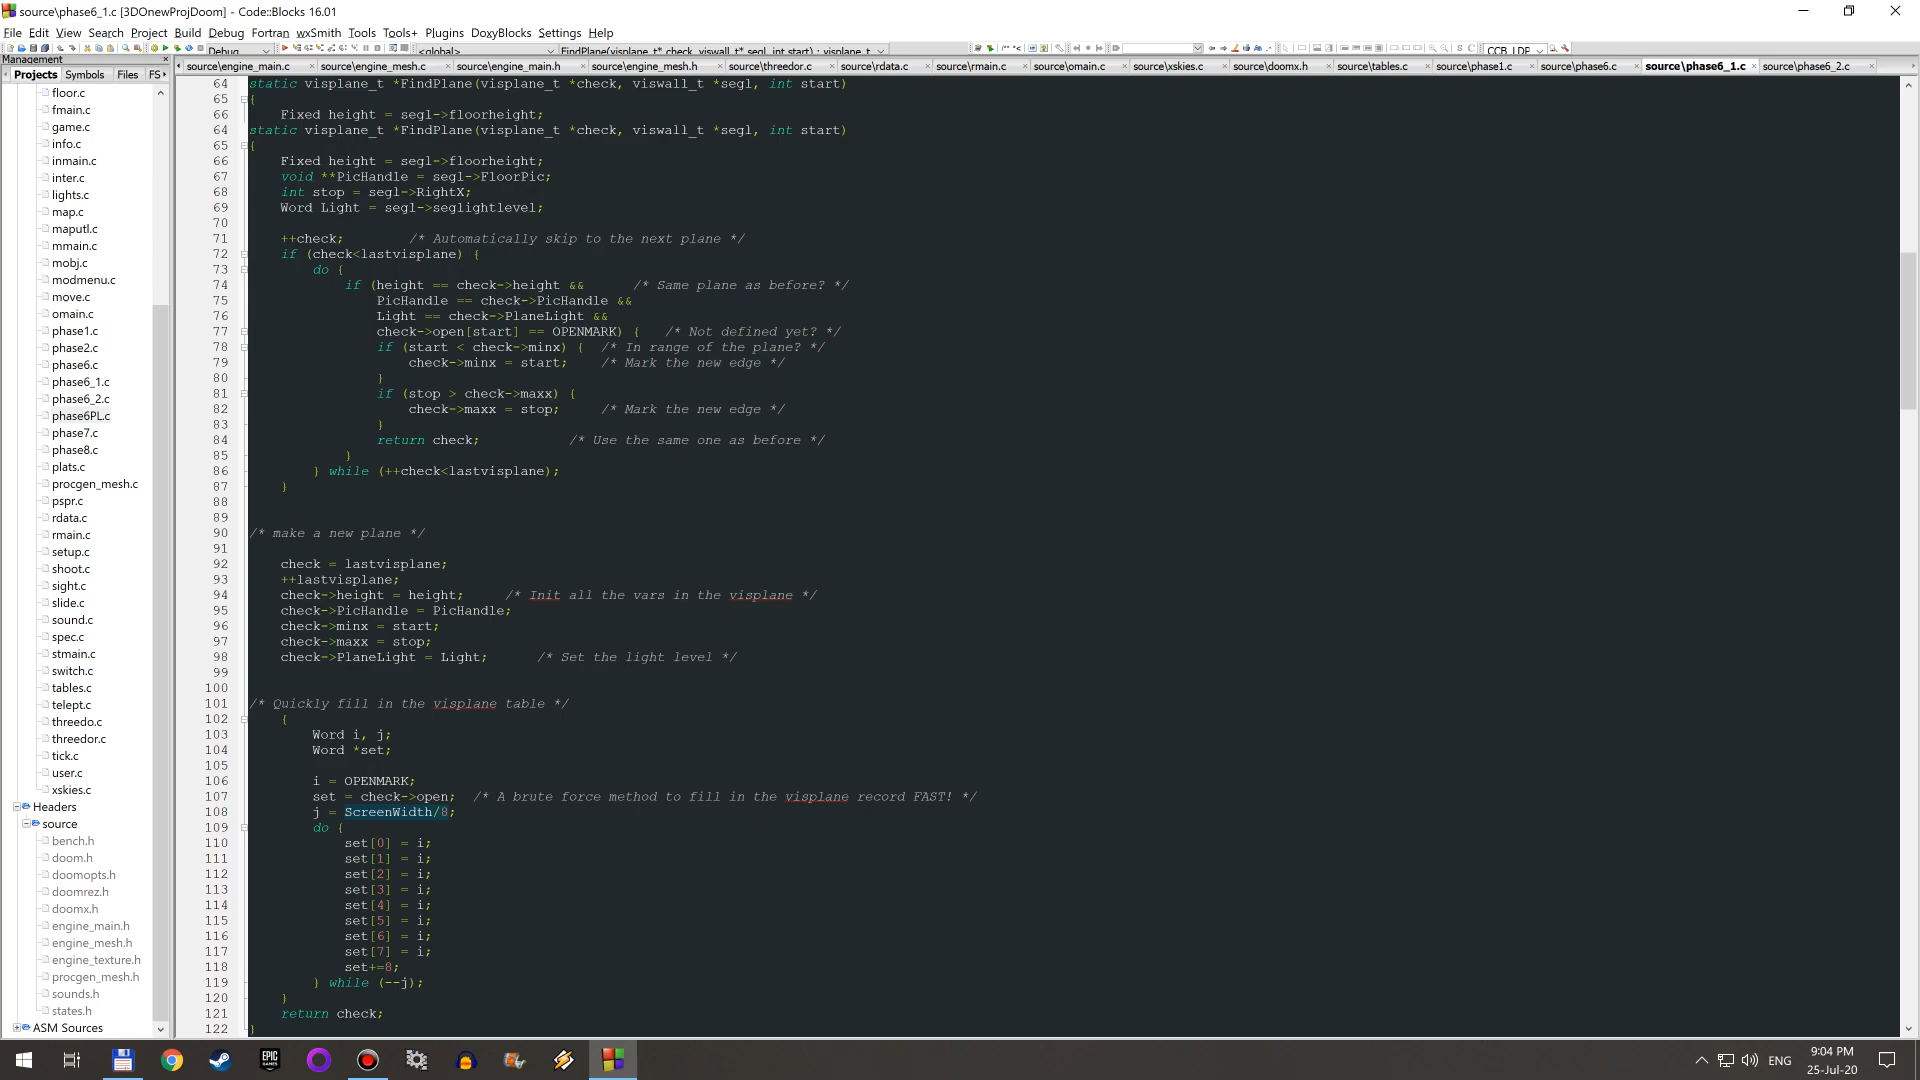 source\phase6_1.c [3DOnewProjDoom] - Code::Blocks 16.01
File Edit View Search Project Build Debug Fortran wxSmith Tools Tools+ Plugins DoxyBlocks Settings Help
Debug <global> FindPlane(visplane_t* check, viswall_t* segl, int start) : visplane_t CCB_LDP
Management
Projects Symbols Files FS
source\engine_main.c source\engine_mesh.c source\engine_main.h source\engine_mesh.h source\threedor.c source\rdata.c source\rmain.c source\omain.c source\xskies.c source\doomx.h source\tables.c source\phase1.c source\phase6.c source\phase6_1.c source\phase6_2.c
floor.c
fmain.c
game.c
info.c
inmain.c
inter.c
lights.c
map.c
maputl.c
mmain.c
mobj.c
modmenu.c
move.c
omain.c
phase1.c
phase2.c
phase6.c
phase6_1.c
phase6_2.c
phase6PL.c
phase7.c
phase8.c
plats.c
procgen_mesh.c
pspr.c
rdata.c
rmain.c
setup.c
shoot.c
sight.c
slide.c
sound.c
spec.c
stmain.c
switch.c
tables.c
telept.c
threedo.c
threedor.c
tick.c
user.c
xskies.c
Headers
source
bench.h
doom.h
doomopts.h
doomrez.h
doomx.h
engine_main.h
engine_mesh.h
engine_texture.h
procgen_mesh.h
sounds.h
states.h
ASM Sources
64 static visplane_t *FindPlane(visplane_t *check, viswall_t *segl, int start)
65 {
66 Fixed height = segl->floorheight;
64 static visplane_t *FindPlane(visplane_t *check, viswall_t *segl, int start)
65 {
66 Fixed height = segl->floorheight;
67 void **PicHandle = segl->FloorPic;
68 int stop = segl->RightX;
69 Word Light = segl->seglightlevel;
70
71 ++check; /* Automatically skip to the next plane */
72 if (check<lastvisplane) {
73 do {
74 if (height == check->height && /* Same plane as before? */
75 PicHandle == check->PicHandle &&
76 Light == check->PlaneLight &&
77 check->open[start] == OPENMARK) { /* Not defined yet? */
78 if (start < check->minx) { /* In range of the plane? */
79 check->minx = start; /* Mark the new edge */
80 }
81 if (stop > check->maxx) {
82 check->maxx = stop; /* Mark the new edge */
83 }
84 return check; /* Use the same one as before */
85 }
86 } while (++check<lastvisplane);
87 }
88
89
90 /* make a new plane */
91
92 check = lastvisplane;
93 ++lastvisplane;
94 check->height = height; /* Init all the vars in the visplane */
95 check->PicHandle = PicHandle;
96 check->minx = start;
97 check->maxx = stop;
98 check->PlaneLight = Light; /* Set the light level */
99
100
101 /* Quickly fill in the visplane table */
102 {
103 Word i, j;
104 Word *set;
105
106 i = OPENMARK;
107 set = check->open; /* A brute force method to fill in the visplane record FAST! */
108 j = ScreenWidth/8;
109 do {
110 set[0] = i;
111 set[1] = i;
112 set[2] = i;
113 set[3] = i;
114 set[4] = i;
115 set[5] = i;
116 set[6] = i;
117 set[7] = i;
118 set+=8;
119 } while (--j);
120 }
121 return check;
122 }
EPIC GAMES
ENG
9:04 PM
25-Jul-20